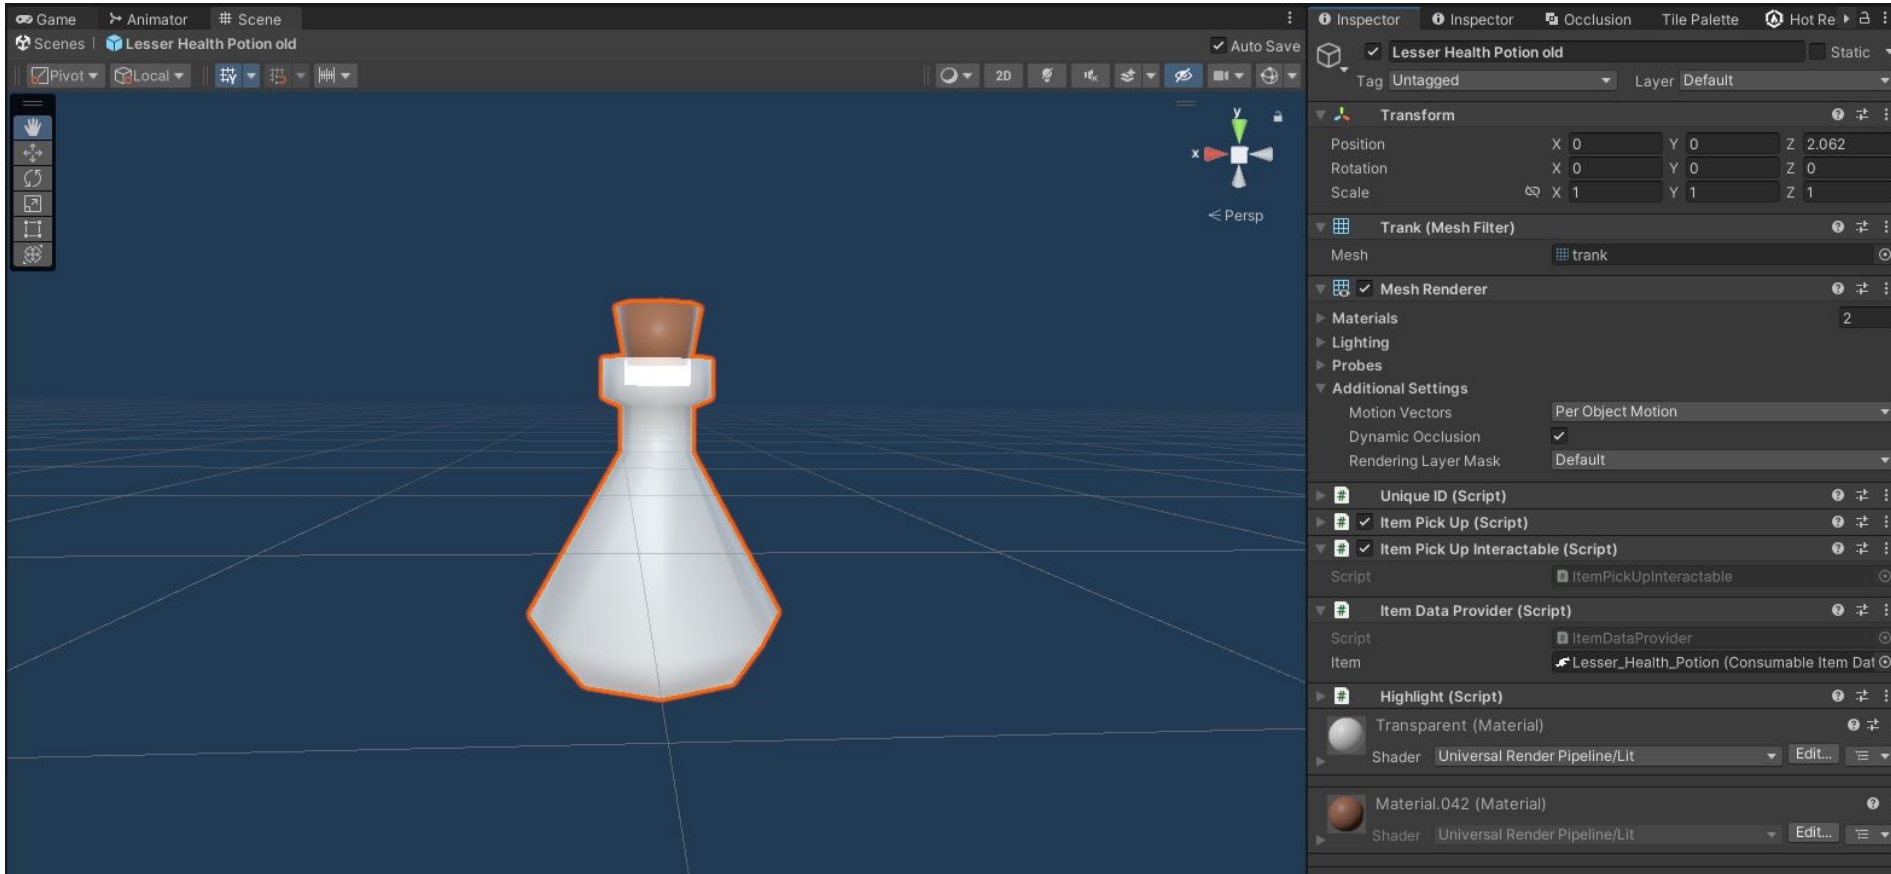 Game Animator Scene
Scenes | Lesser Health Potion old Auto Save
Pivot Local 2D
y
x
Persp
Inspector Inspector Occlusion Tile Palette Hot Re
Lesser Health Potion old Static
Tag Untagged Layer Default
Transform
Position X 0 Y 0 Z 2.062
Rotation X 0 Y 0 Z 0
Scale X 1 Y 1 Z 1
Trank (Mesh Filter)
Mesh trank
Mesh Renderer
Materials 2
Lighting
Probes
Additional Settings
Motion Vectors Per Object Motion
Dynamic Occlusion
Rendering Layer Mask Default
# Unique ID (Script)
# Item Pick Up (Script)
# Item Pick Up Interactable (Script)
Script ItemPickUpInteractable
# Item Data Provider (Script)
Script ItemDataProvider
Item Lesser_Health_Potion (Consumable Item Dat
# Highlight (Script)
Transparent (Material)
Shader Universal Render Pipeline/Lit Edit...
Material.042 (Material)
Shader Universal Render Pipeline/Lit Edit...